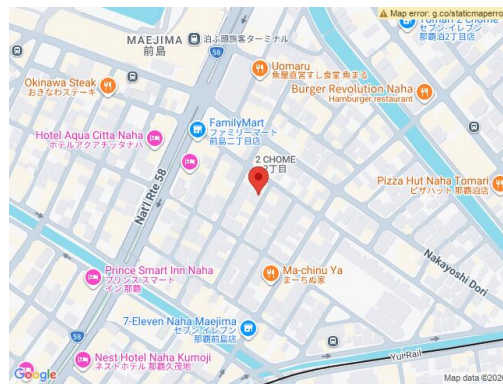 Map error: g.co/staticmaperro
Toman 2 chome
セブン-イレブン
那覇泊2丁目店
MAEJIMA
前島
泊ふ頭旅客ターミナル
58
Uomaru
魚屋直営すし食堂 魚まる
Okinawa Steak
おきなわステーキ
Burger Revolution Naha
Hamburger restaurant
FamilyMart
ファミリーマート
前島二丁目店
Hotel Aqua Citta Naha
ホテルアクアチッタナハ
2 CHOME
2丁目
Pizza Hut Naha Tomari
ピザハット 那覇泊店
Nat'l Rte 58
Nakayoshi Dori
Prince Smart Inn Naha
プリンス スマート
イン 那覇
Ma-chinu Ya
まーちぬ家
7-Eleven Naha Maejima
セブン-イレブン
那覇前島店
58
Nest Hotel Naha Kumoji
ネストホテル 那覇久茂地
Yui Rail
Google
Map data ©2025